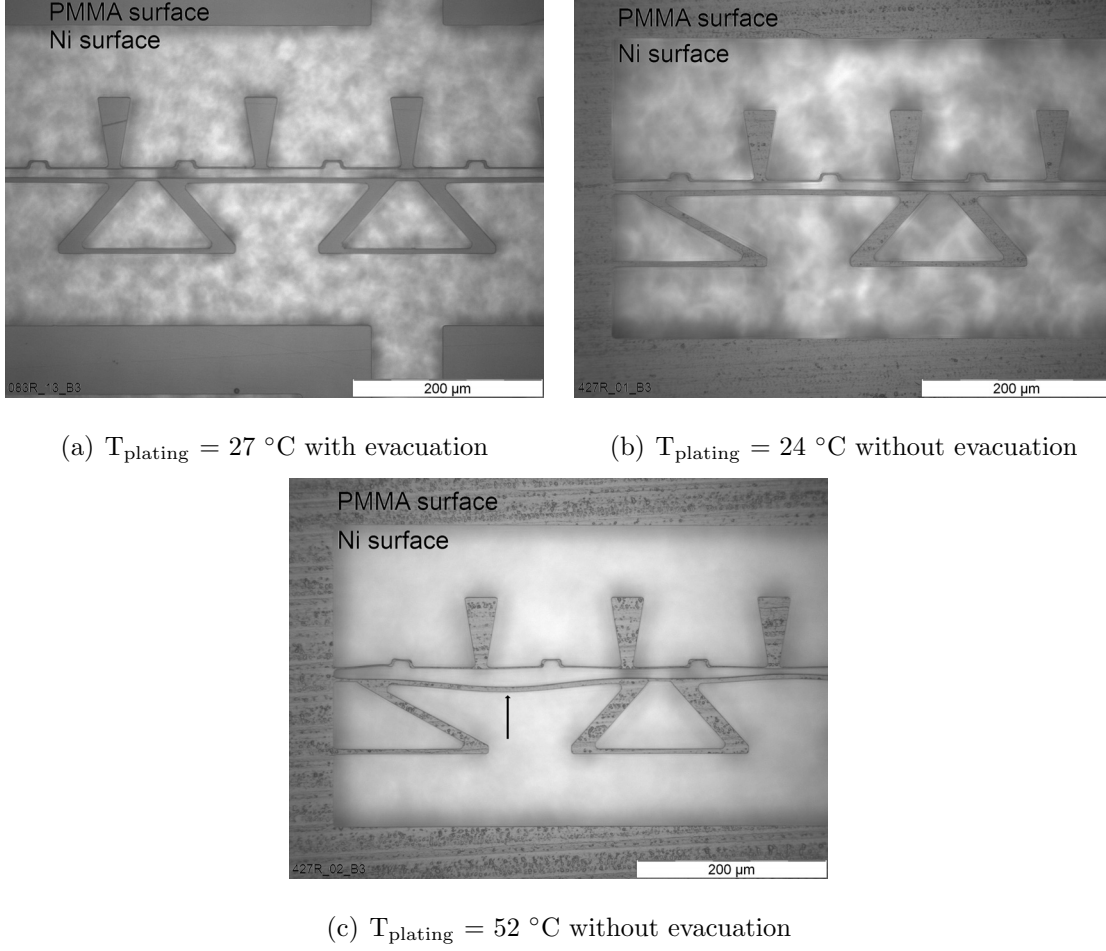 PMMA surface
Ni surface
083R_13_B3
200 µm
PMMA surface
Ni surface
427R_01_B3
200 µm
(a) T_plating = 27 °C with evacuation
(b) T_plating = 24 °C without evacuation
PMMA surface
Ni surface
427R_02_B3
200 µm
(c) T_plating = 52 °C without evacuation